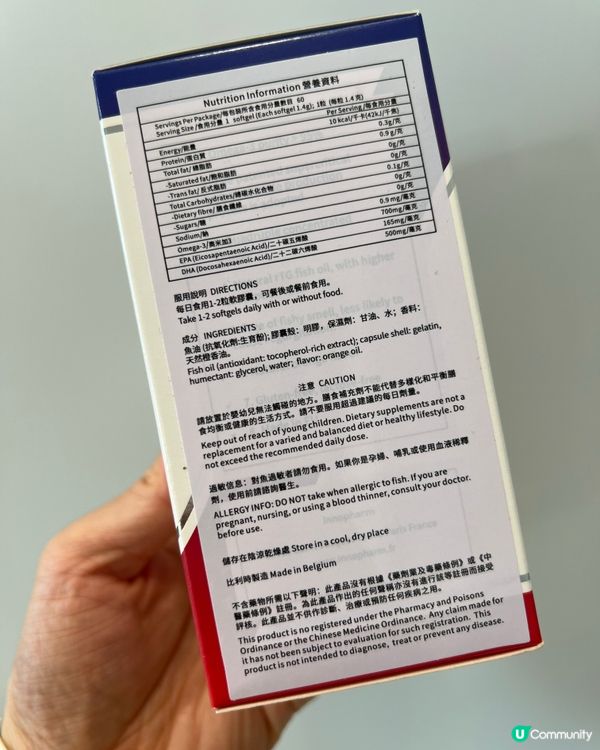 Nutrition Information 營養資料
Servings Per Package/每包裝所含食用分量數目 60
Serving Size /食用分量 1 softgel (Each softgel 1.4g); 1粒 (每粒 1.4 克)
Per Serving/每食用分量
Energy/能量 10 kcal/千卡(42kJ/千焦)
Protein/蛋白質 0.3g/克
Total fat/ 總脂肪 0.9 g/克
-Saturated fat/飽和脂肪 0g/克
-Trans fat/ 反式脂肪 0g/克
Total Carbohydrates/總碳水化合物 0.1g/克
-Dietary fibre/ 膳食纖維 0g/克
-Sugars/糖 0g/克
Sodium/鈉 0.9 mg/毫克
Omega-3/奧米加3 700mg/毫克
EPA (Eicosapentaenoic Acid)/二十碳五烯酸 165mg/毫克
DHA (Docosahexaenoic Acid)/二十二碳六烯酸 500mg/毫克
服用說明 DIRECTIONS
每日食用1-2粒軟膠囊，可餐後或餐前食用。
Take 1-2 softgels daily with or without food.
成分 INGREDIENTS
魚油 (抗氧化劑:生育酚); 膠囊殼: 明膠，保濕劑: 甘油、水; 香料:
天然橙香油。
Fish oil (antioxidant: tocopherol-rich extract); capsule shell: gelatin,
humectant: glycerol, water; flavor: orange oil.
注意 CAUTION
請放置於嬰幼兒無法觸碰的地方。膳食補充劑不能代替多樣化和平衡膳
食均衡或健康的生活方式。請不要服用超過建議的每日劑量。
Keep out of reach of young children. Dietary supplements are not a
replacement for a varied and balanced diet or healthy lifestyle. Do
not exceed the recommended daily dose.
過敏信息: 對魚過敏者請勿食用。如果你是孕婦、哺乳或使用血液稀釋
劑，使用前請諮詢醫生。
ALLERGY INFO: DO NOT take when allergic to fish. If you are
pregnant, nursing, or using a blood thinner, consult your doctor.
before use.
儲存在陰涼乾燥處 Store in a cool, dry place
比利時製造 Made in Belgium
不含藥物所需以下聲明；此產品沒有根據《藥劑業及毒藥條例》或《中
醫藥條例》註冊。為此產品作出的任何聲稱亦沒有進行該等註冊而接受
評核。此產品並不供作診斷、治療或預防任何疾病之用。
This product is not registered under the Pharmacy and Poisons
Ordinance or the Chinese Medicine Ordinance. Any claim made for
it has not been subject to evaluation for such registration. This
product is not intended to diagnose, treat or prevent any disease.
U Community